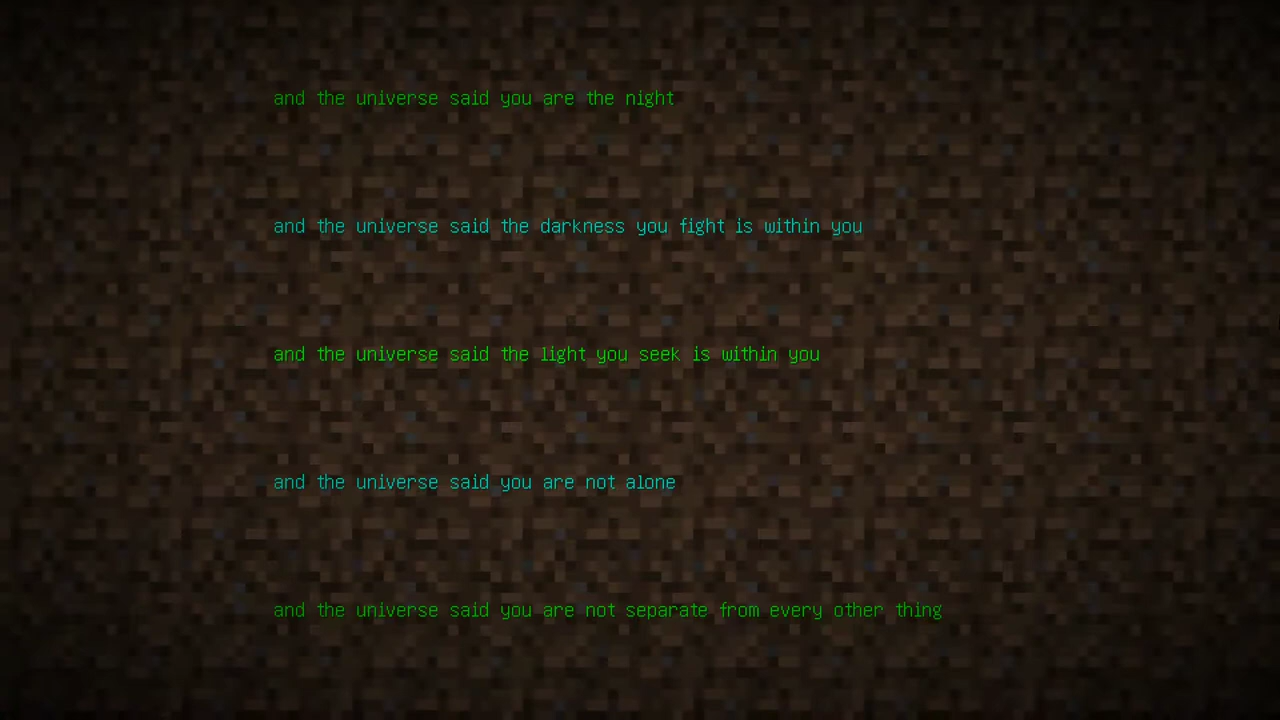 and the universe said you are the night
and the universe said the darkness you fight is within you
and the universe said the light you seek is within you
and the universe said you are not alone
and the universe said you are not separate from every other thing